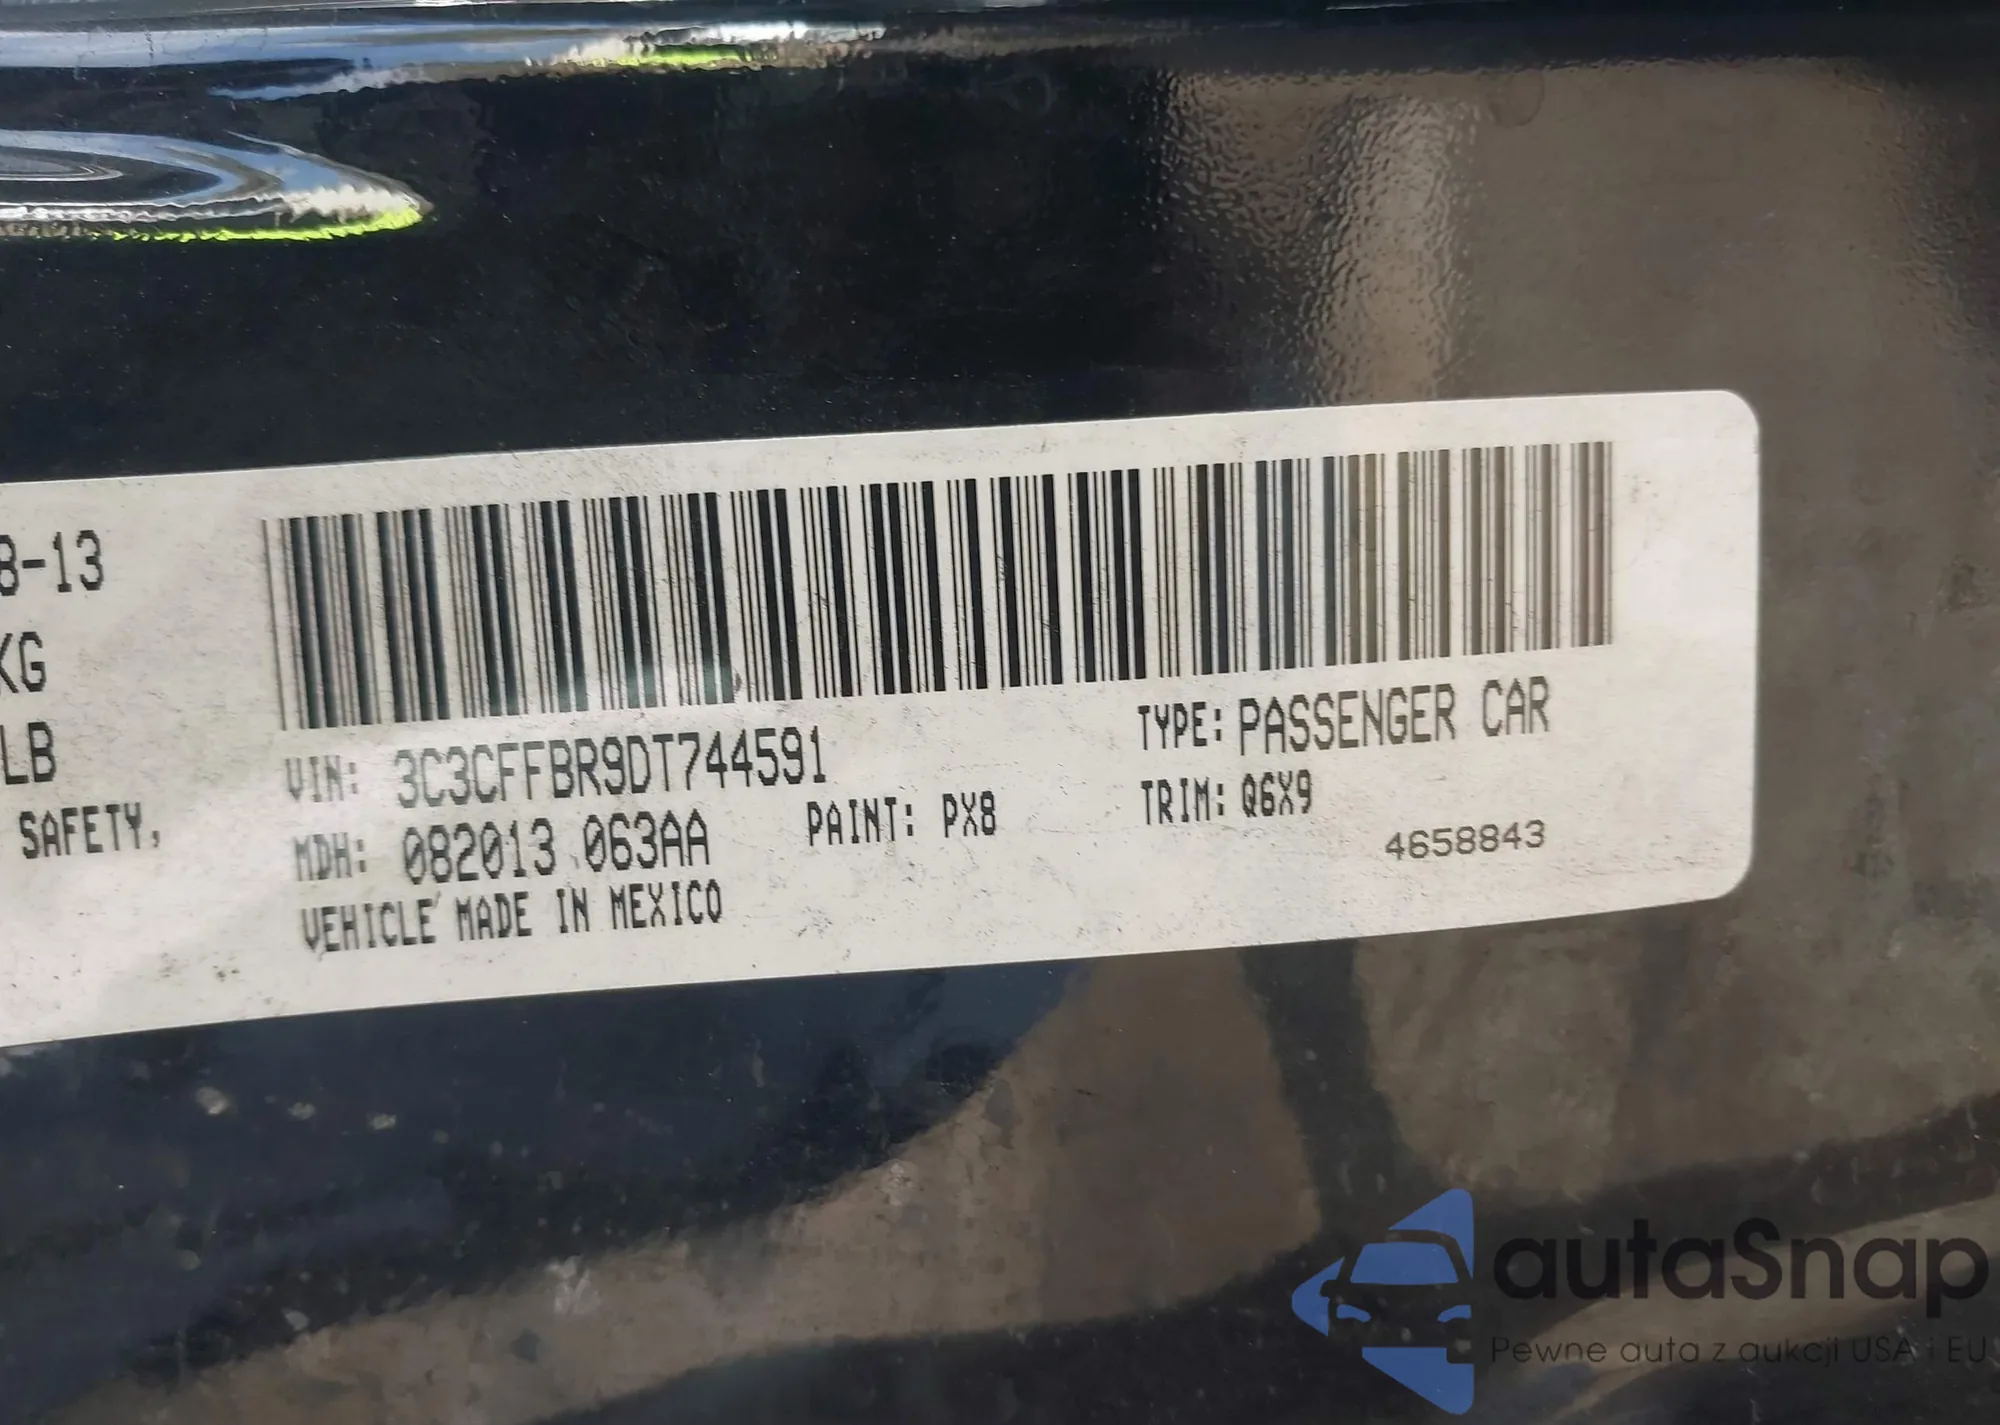 8-13
KG
LB
SAFETY,
VIN: 3C3CFFBR9DT744591
TYPE: PASSENGER CAR
MDH: 082013 063AA
PAINT: PX8
TRIM: Q6X9
VEHICLE MADE IN MEXICO
4658843
autaSnap
Pewne auta z aukcji USA i EU